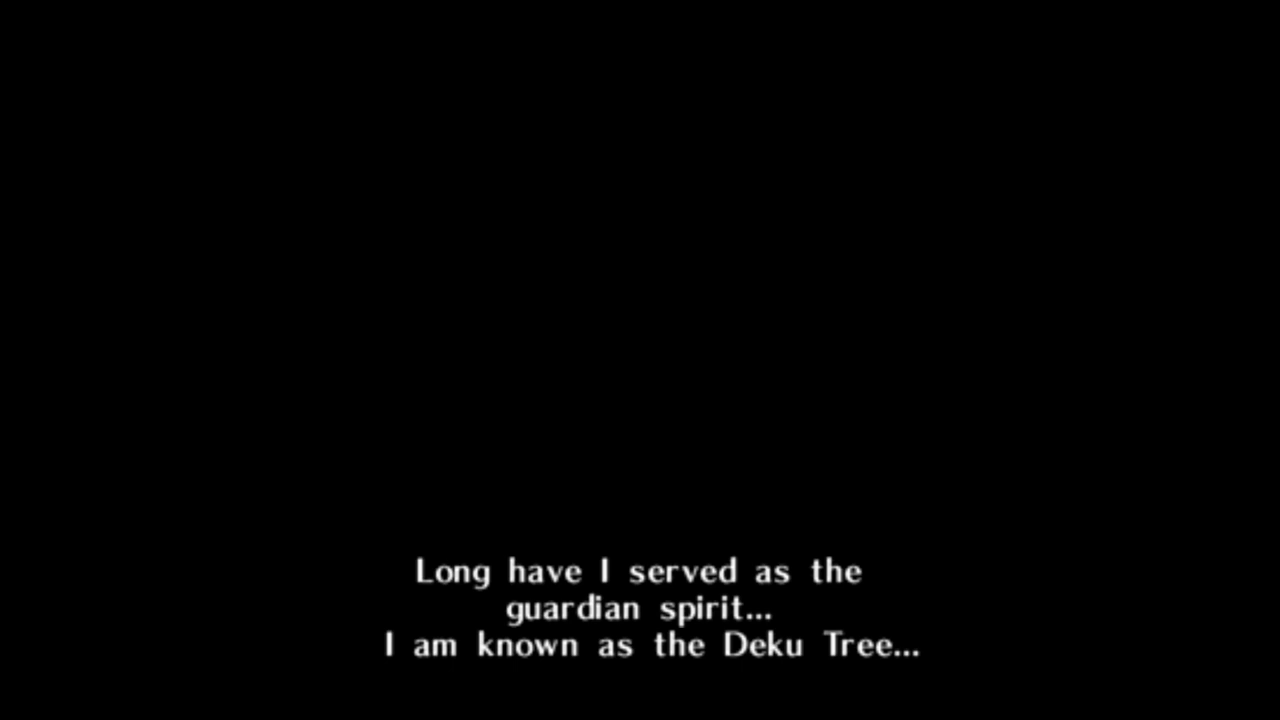 Long have I served as the
guardian spirit...
I am known as the Deku Tree...